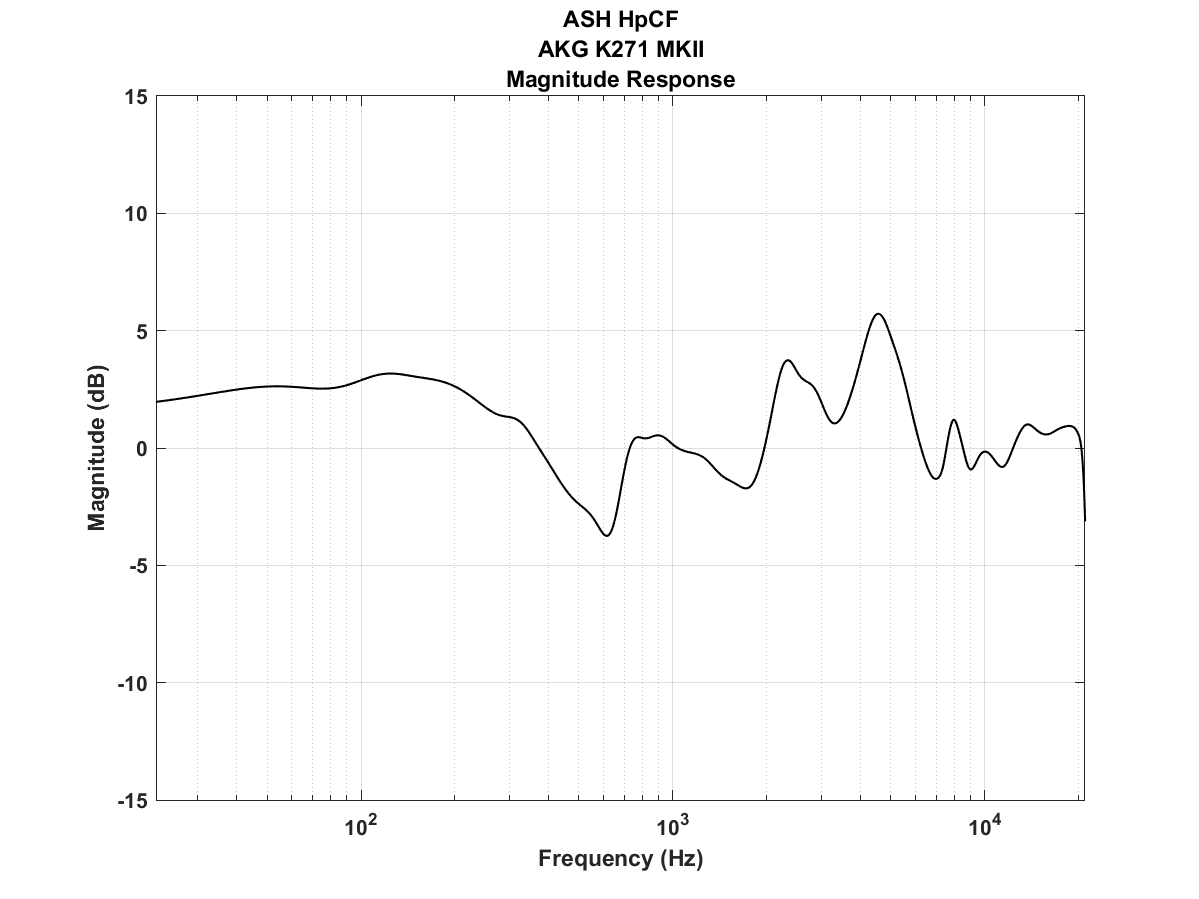 ASH HpCF
AKG K271 MKII
Magnitude Response
15
10
5
0
-5
-10
-15
Magnitude (dB)
10²
10³
10⁴
Frequency (Hz)